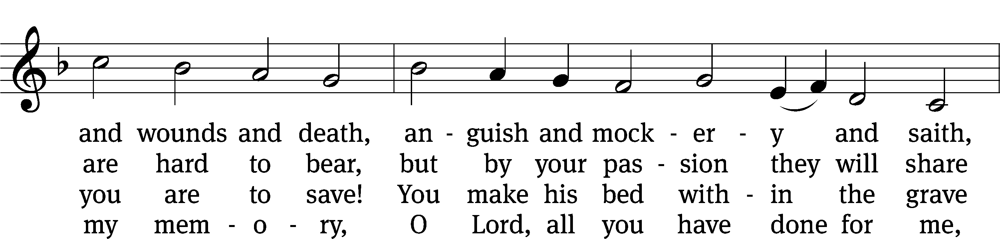 and wounds and death, an - guish and mock - er - y and saith,
are hard to bear, but by your pas - sion they will share
you are to save! You make his bed with - in the grave
my mem - o - ry, O Lord, all you have done for me,